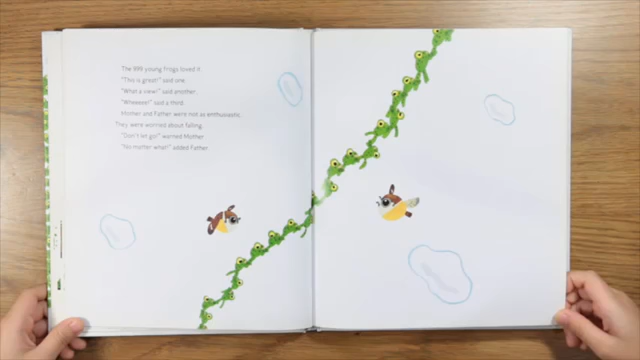 The 999 young frogs loved it.
"This is great!" said one.
"What a view!" said another.
"Wheeeee!" said a third.
Mother and Father were not as enthusiastic.
They were worried about falling.
"Don't let go!" warned Mother.
"No matter what!" added Father.